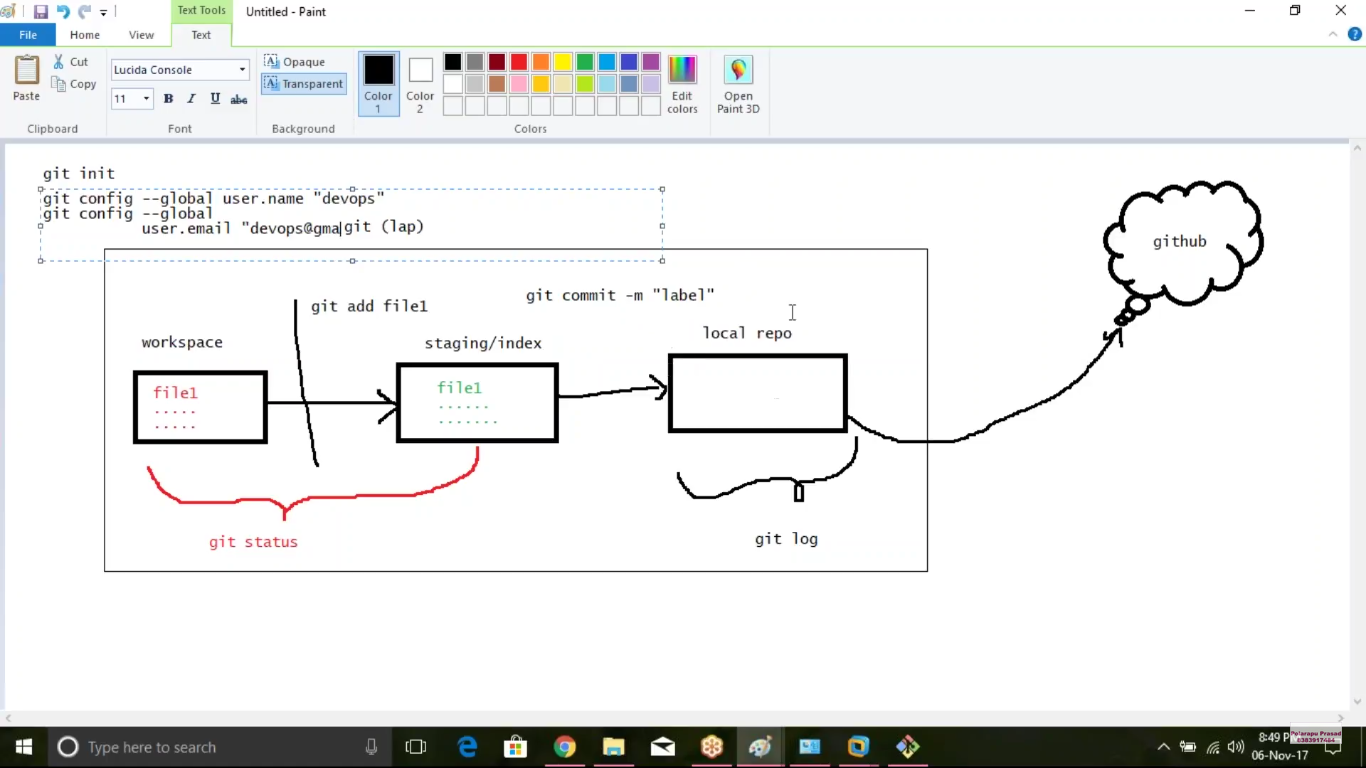 Text Tools
Untitled - Paint
File
Home
View
Text
Paste
Cut
Copy
Clipboard
Lucida Console
11
B I U abc
Font
Opaque
Transparent
Background
Color 1
Color 2
Colors
Edit colors
Open Paint 3D
git init
git config --global user.name "devops"
git config --global
user.email "devops@gma
git (lap)
github
git add file1
git commit -m "label"
workspace
staging/index
local repo
file1
.....
.....
file1
......
.......
git status
git log
Type here to search
8:49 P
Polarapu Prasad
8383917464
06-Nov-17